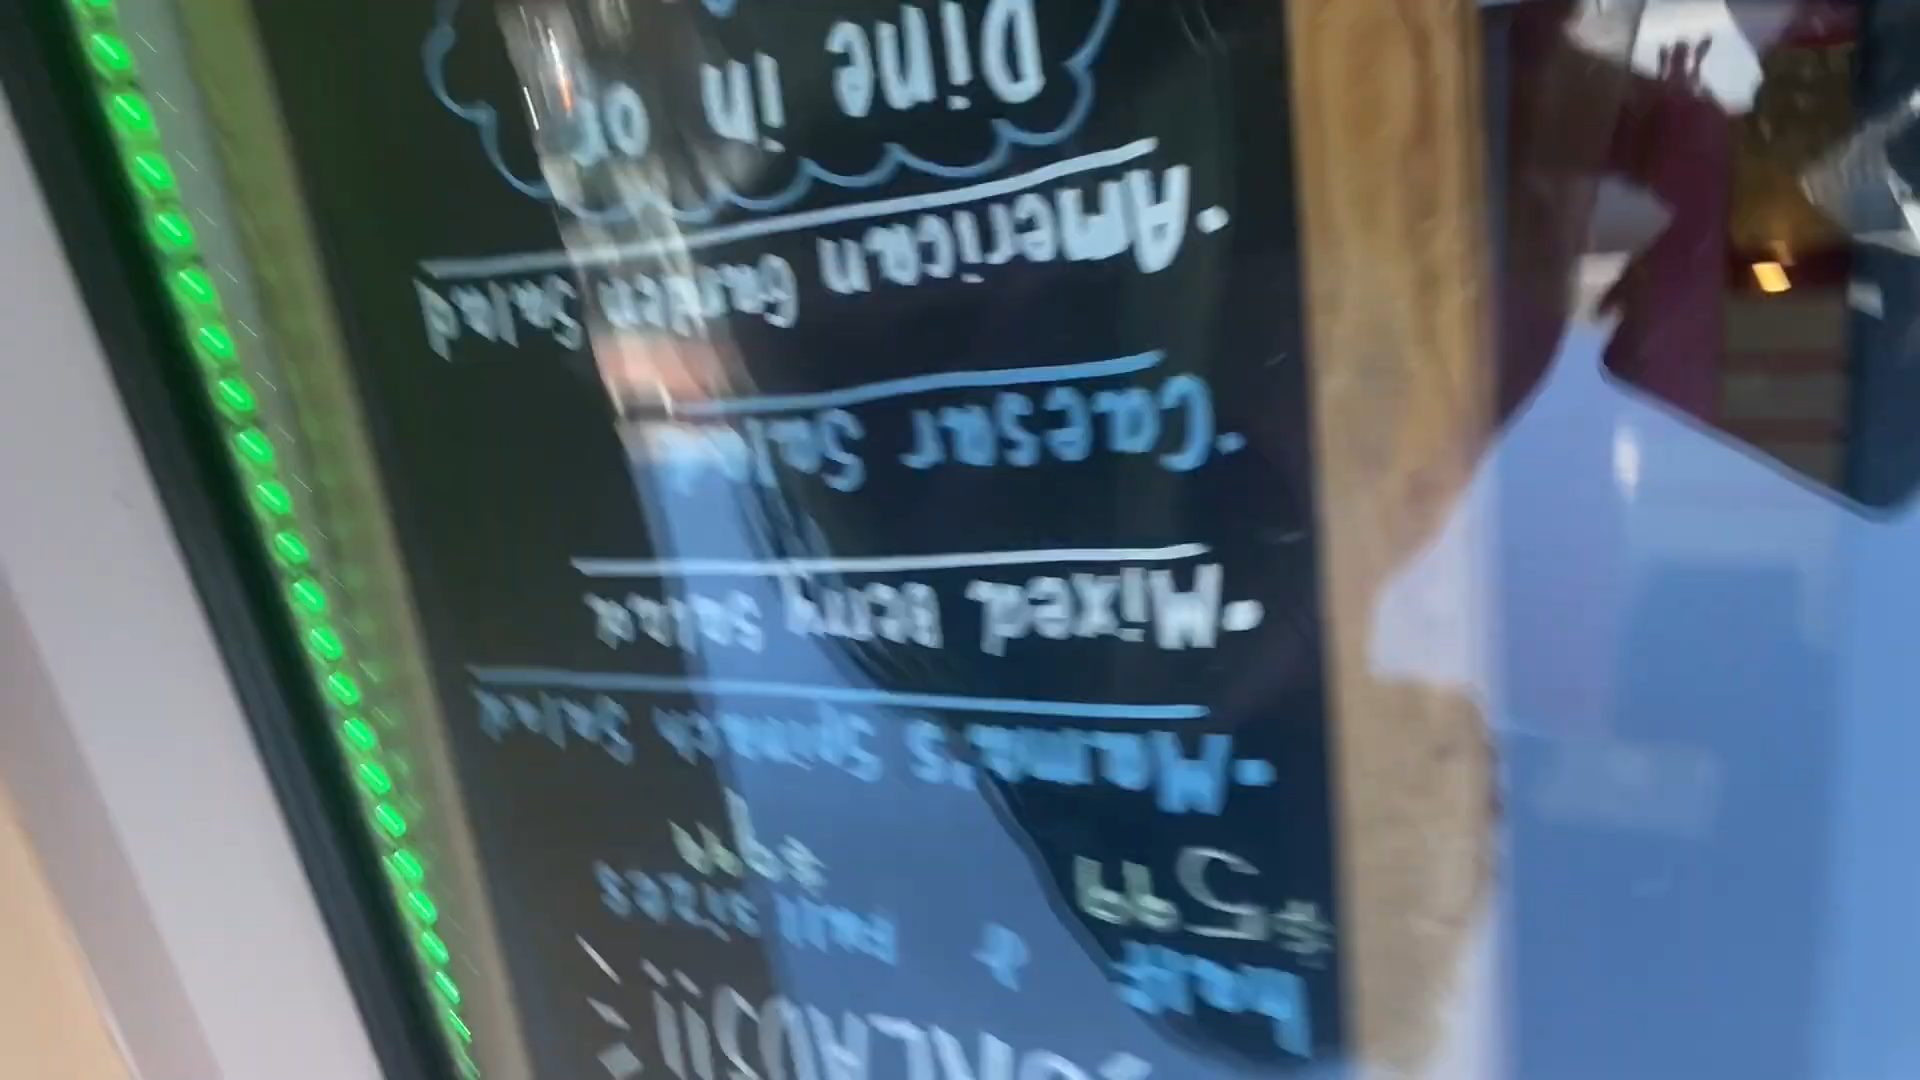 SALADS!!
half & Full sizes
$5.99 $9.99
• Mama's Spinach Salad
• Mixed Berry Salad
• Caesar Salad
• American Garden Salad
Dine in or